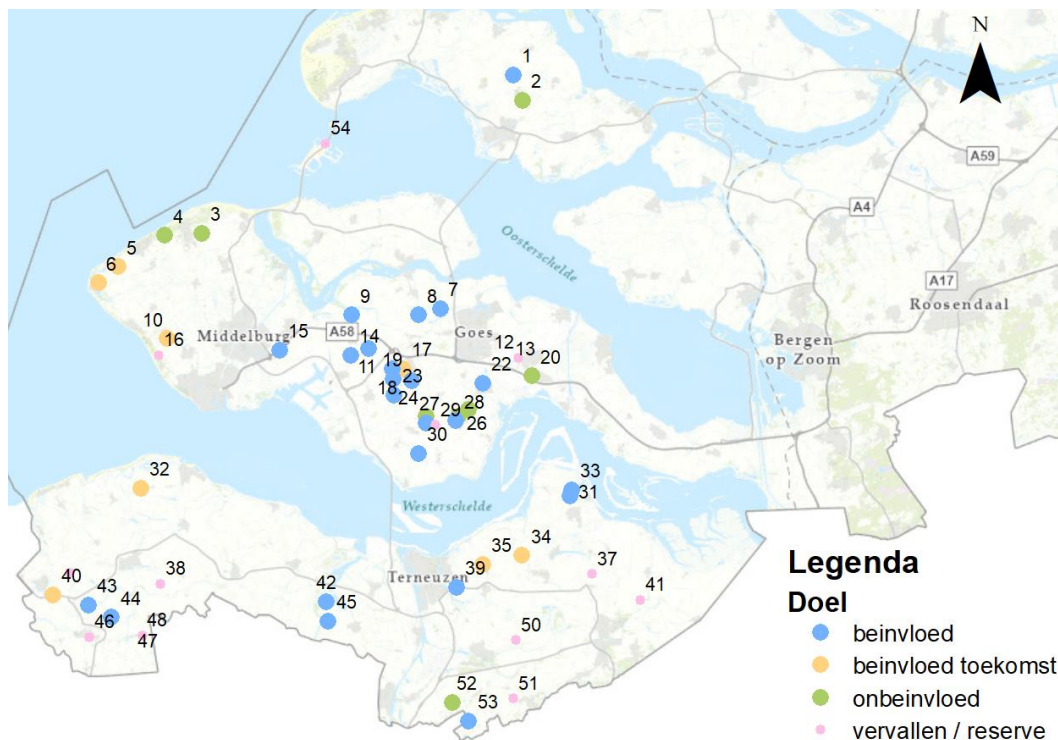 1
N
2
54
A59
A4
3
4
Oosterschelde
5
6
A17
Roosendaal
7
9
8
10
Middelburg
15
A58
14
Goes
Bergen
op Zoom
16
11
19
17
12
13
20
23
22
18
24
27
28
29
26
30
32
33
31
Westerschelde
34
35
37
39
Terneuzen
38
40
43
42
41
44
45
46
48
47
50
52
51
53
Legenda
Doel
beinvloed
beinvloed toekomst
onbeinvloed
vervallen / reserve